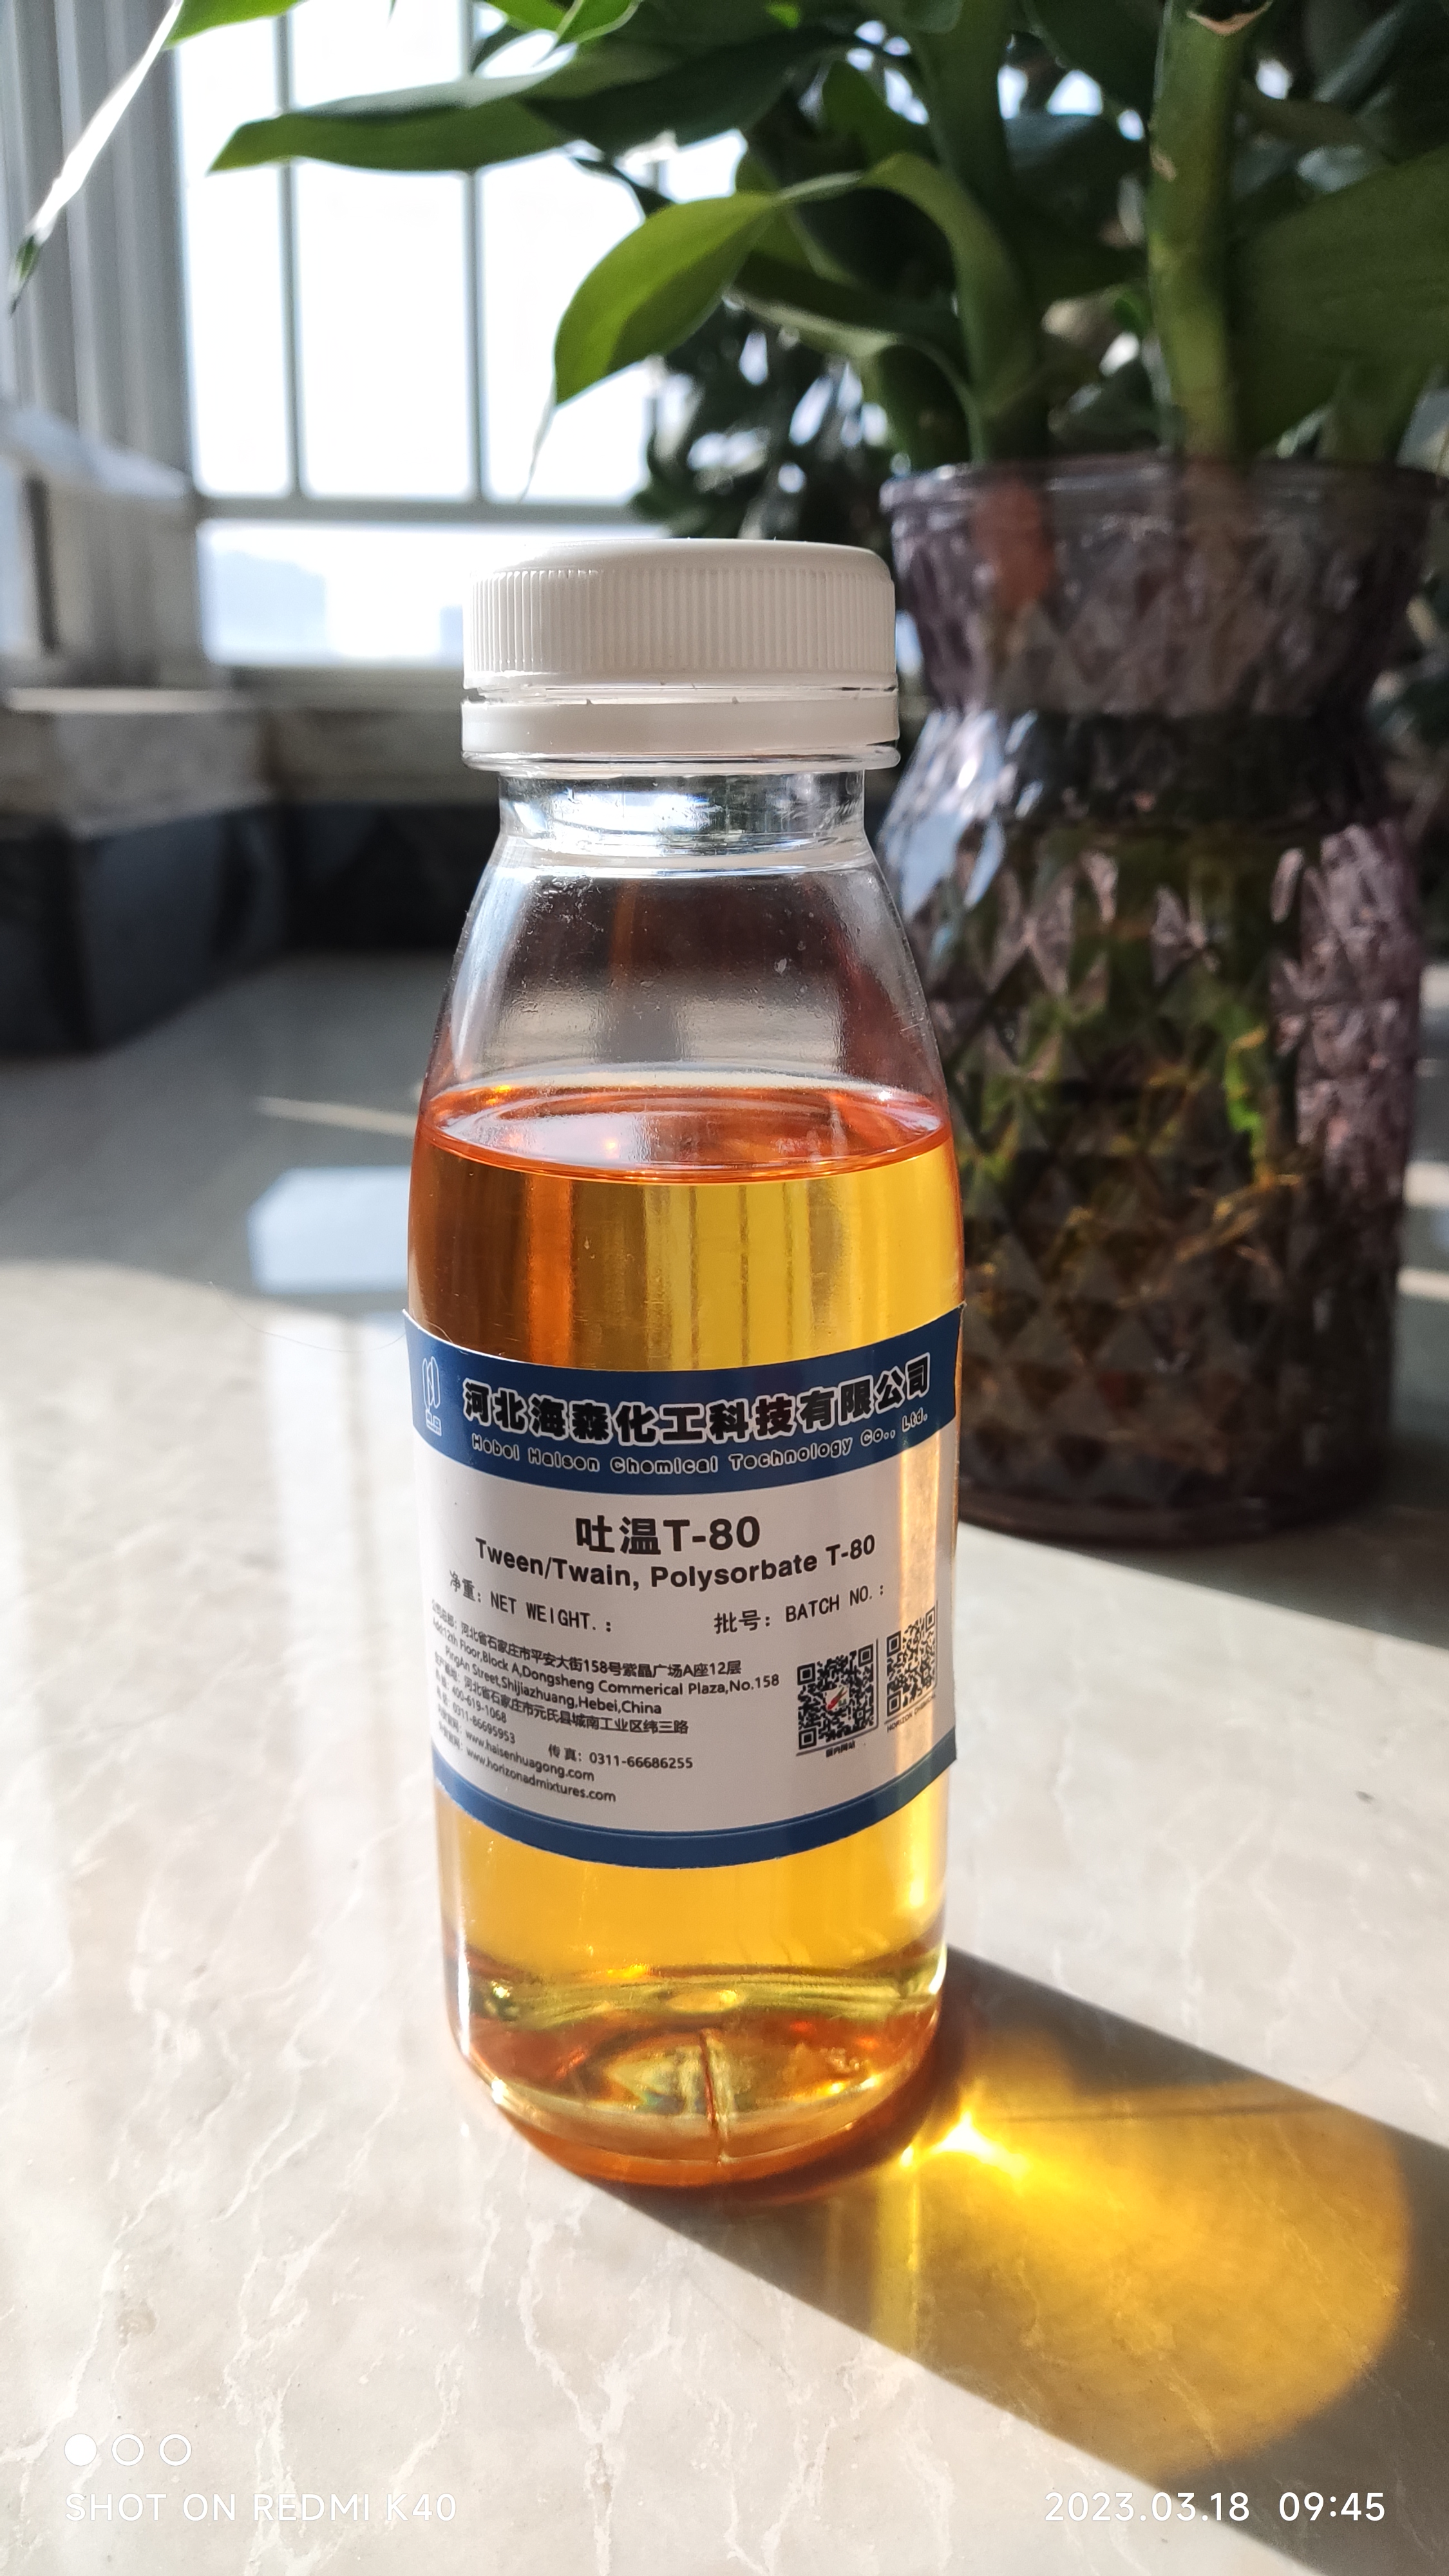 河北海森化工科技有限公司
Hebei Haisen Chemical Technology Co., Ltd.
吐温T-80
Tween/Twain, Polysorbate T-80
净重: NET WEIGHT. :
批号: BATCH NO. :
河北省石家庄市平安大街158号紫晶广场A座12层
12th Floor,Block A,Dongsheng Commerical Plaza,No.158
PingAn Street,Shijiazhuang,Hebei,China
河北省石家庄市元氏县城南工业区纬三路
400-619-1068
0311-86695953 传 真: 0311-66686255
www.haisenhuagong.com
www.horizonadmixtures.com
SHOT ON REDMI K40
2023.03.18 09:45